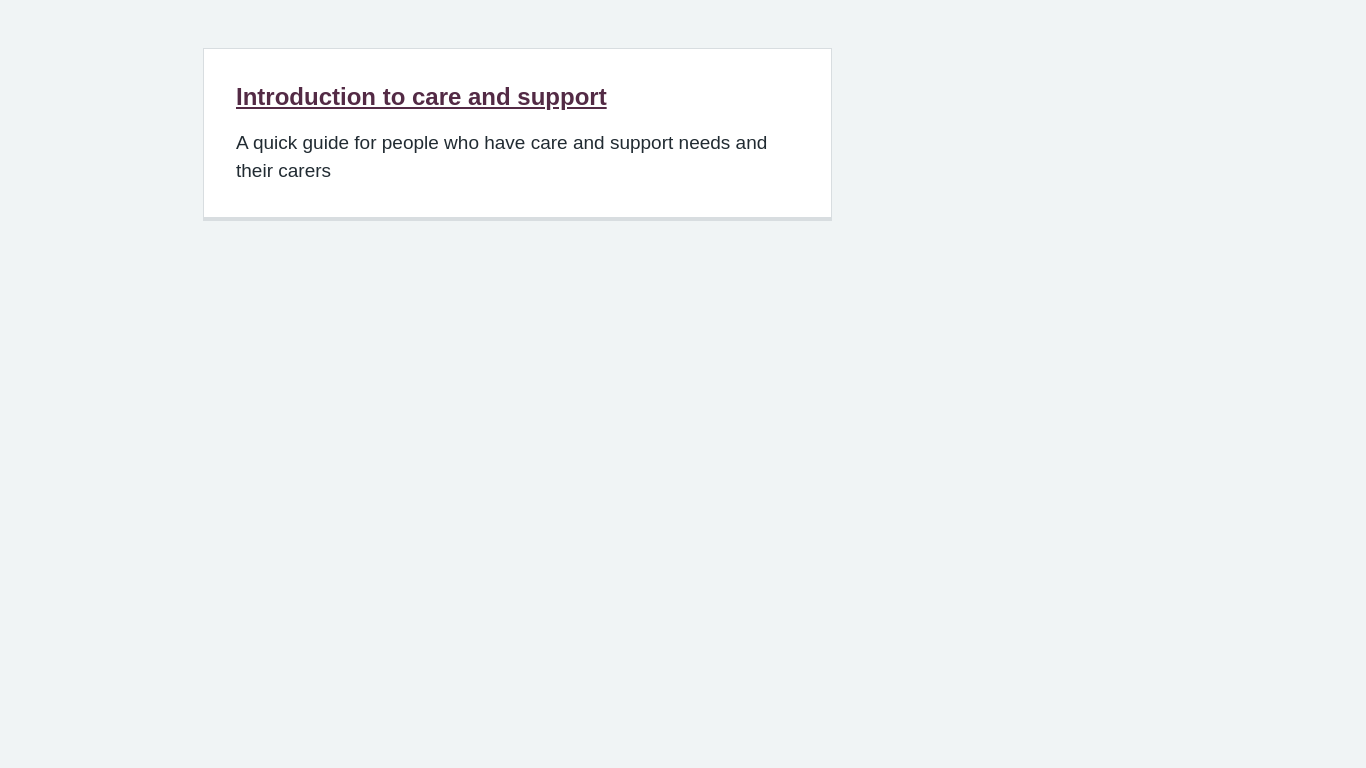 Introduction to care and support
A quick guide for people who have care and support needs and
their carers